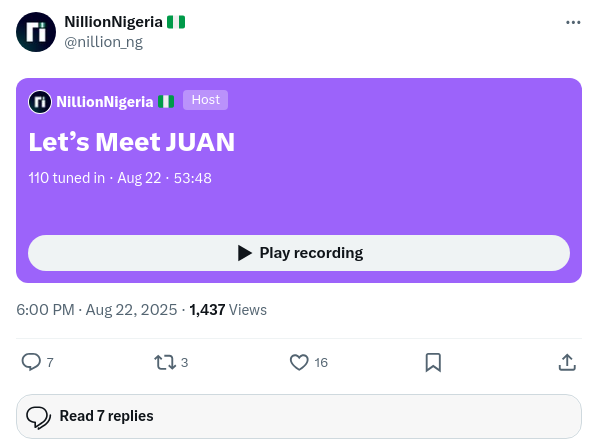 NillionNigeria 🇳🇬
@nillion_ng
NillionNigeria 🇳🇬 Host
Let’s Meet JUAN
110 tuned in · Aug 22 · 53:48
Play recording
6:00 PM · Aug 22, 2025 · 1,437 Views
7 3 16
Read 7 replies